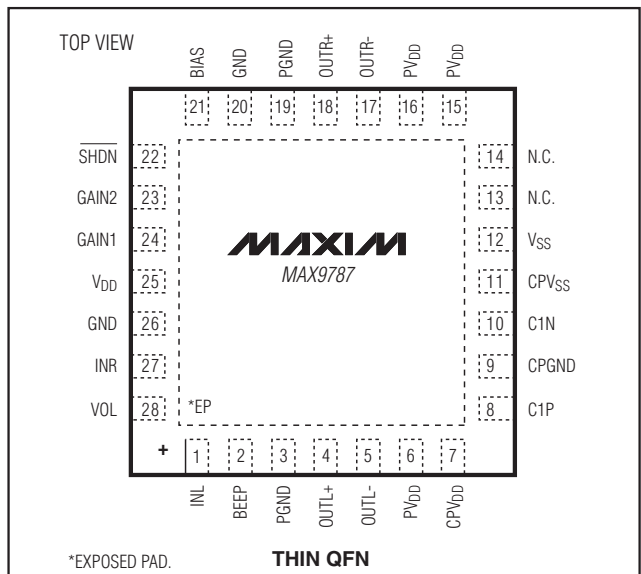 TOP VIEW
BIAS
GND
PGND
OUTR+
OUTR-
PVDD
PVDD
21 20 19 18 17 16 15
SHDN 22
GAIN2 23
GAIN1 24
VDD 25
GND 26
INR 27
VOL 28
14 N.C.
13 N.C.
12 VSS
11 CPVSS
10 C1N
9 CPGND
8 C1P
MAXIM
MAX9787
*EP
+
1 2 3 4 5 6 7
INL
BEEP
PGND
OUTL+
OUTL-
PVDD
CPVDD
*EXPOSED PAD.
THIN QFN